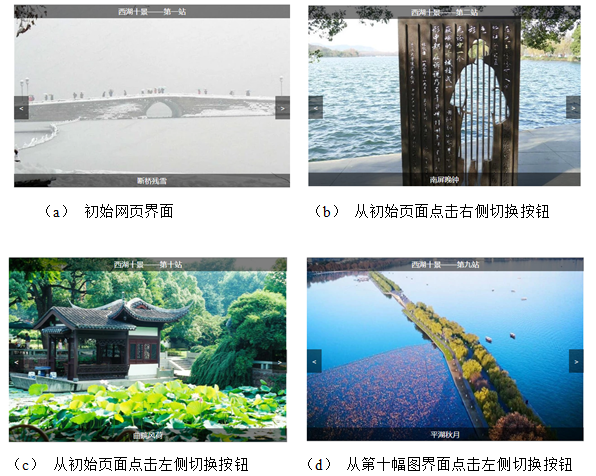 西湖十景——第一站
<
>
断桥残雪
(a) 初始网页界面
西湖十景——第二站
<
>
南屏晚钟
(b) 从初始页面点击右侧切换按钮
西湖十景——第十站
<
>
曲院风荷
(c) 从初始页面点击左侧切换按钮
西湖十景——第九站
<
>
平湖秋月
(d) 从第十幅图界面点击左侧切换按钮